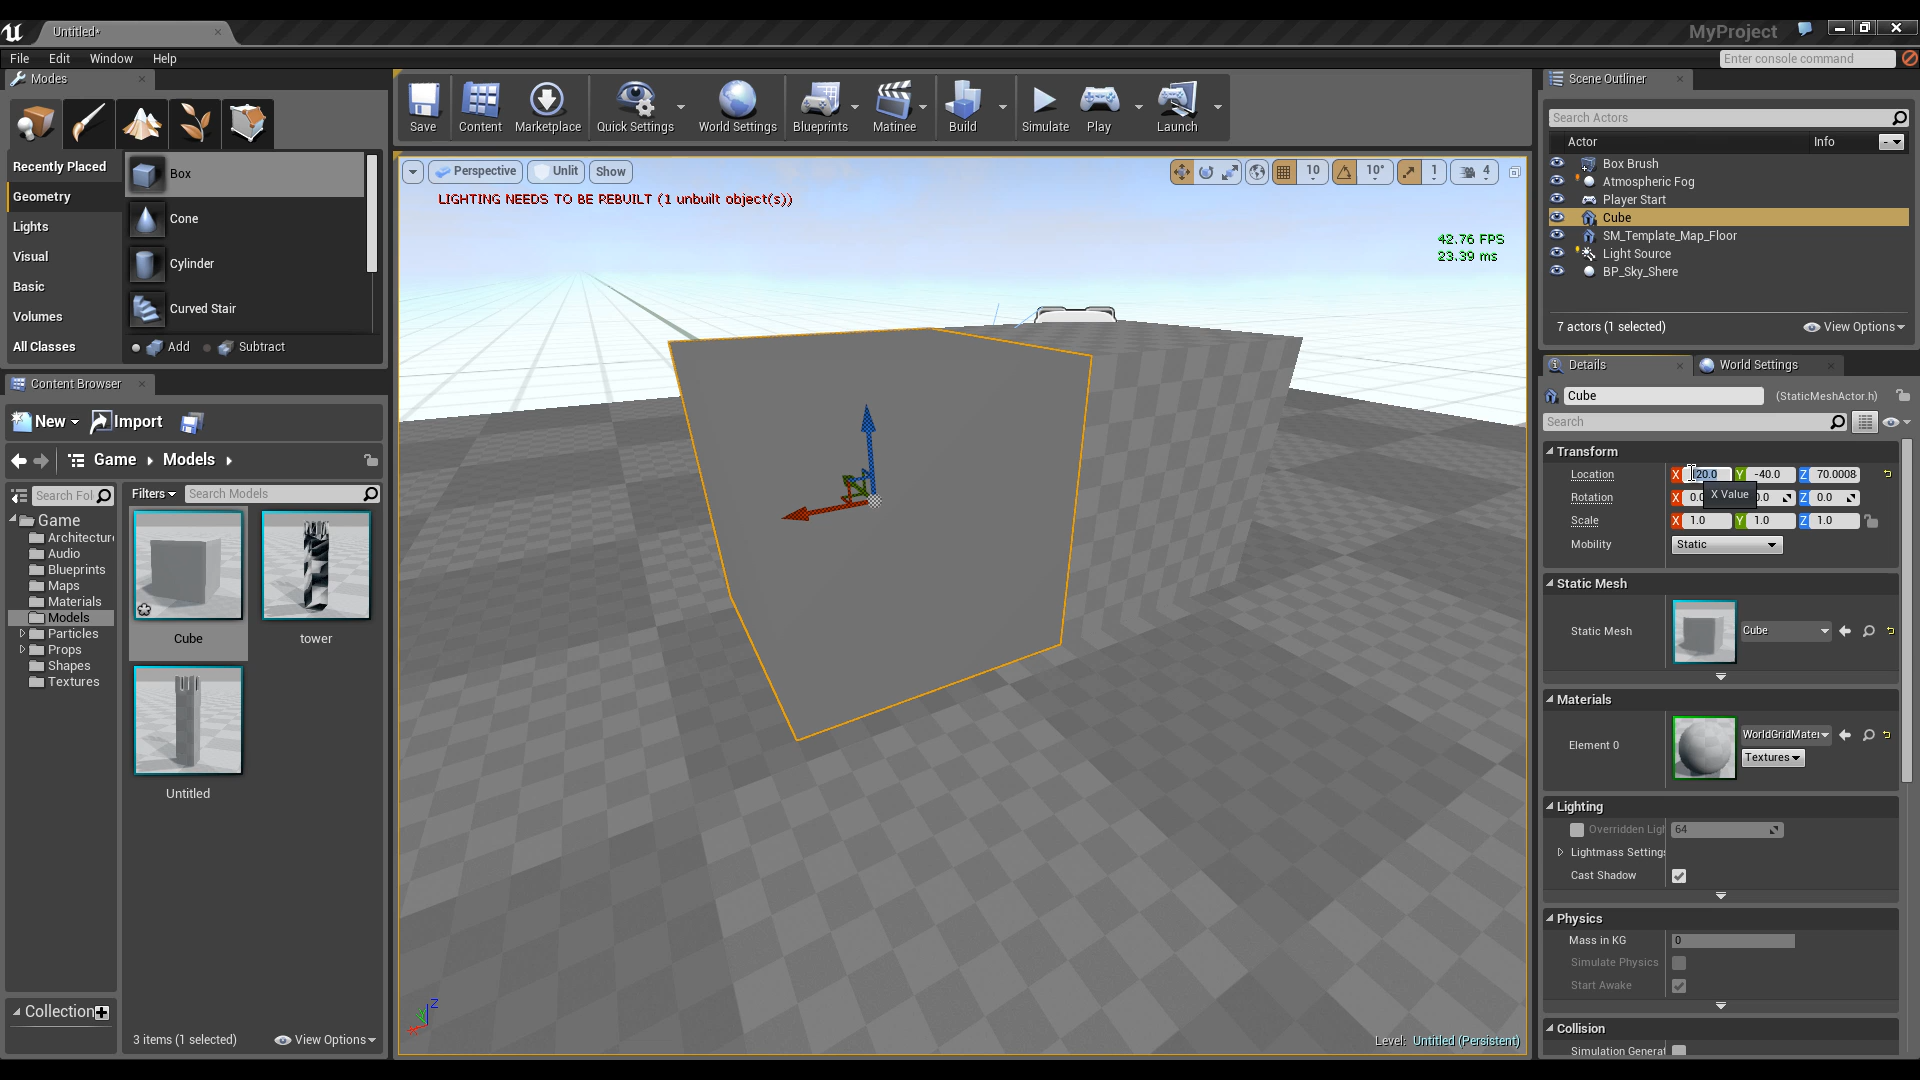 Untitled*
MyProject
File Edit Window Help
Enter console command
Modes
Recently Placed
Geometry
Lights
Visual
Basic
Volumes
All Classes
Box
Cone
Cylinder
Curved Stair
Add Subtract
Content Browser
New Import
Game Models
Search Fol
Filters Search Models
Game
Architectur
Audio
Blueprints
Maps
Materials
Models
Particles
Props
Shapes
Textures
Cube tower
Untitled
Collection
3 items (1 selected) View Options
Save Content Marketplace Quick Settings World Settings Blueprints Matinee Build Simulate Play Launch
Perspective Unlit Show
10 10° 1 4
LIGHTING NEEDS TO BE REBUILT (1 unbuilt object(s))
42.76 FPS
23.39 ms
Z
Level: Untitled (Persistent)
Scene Outliner
Search Actors
Actor Info
Box Brush
Atmospheric Fog
Player Start
Cube
SM_Template_Map_Floor
Light Source
BP_Sky_Shere
7 actors (1 selected) View Options
Details World Settings
Cube (StaticMeshActor.h)
Search
Transform
Location X 120.0 Y -40.0 Z 70.0008
X Value
Rotation X 0.0 0.0 Z 0.0
Scale X 1.0 Y 1.0 Z 1.0
Mobility Static
Static Mesh
Static Mesh Cube
Materials
Element 0 WorldGridMater
Textures
Lighting
Overridden Ligh 64
Lightmass Settings
Cast Shadow
Physics
Mass in KG 0
Simulate Physics
Start Awake
Collision
Simulation Generat